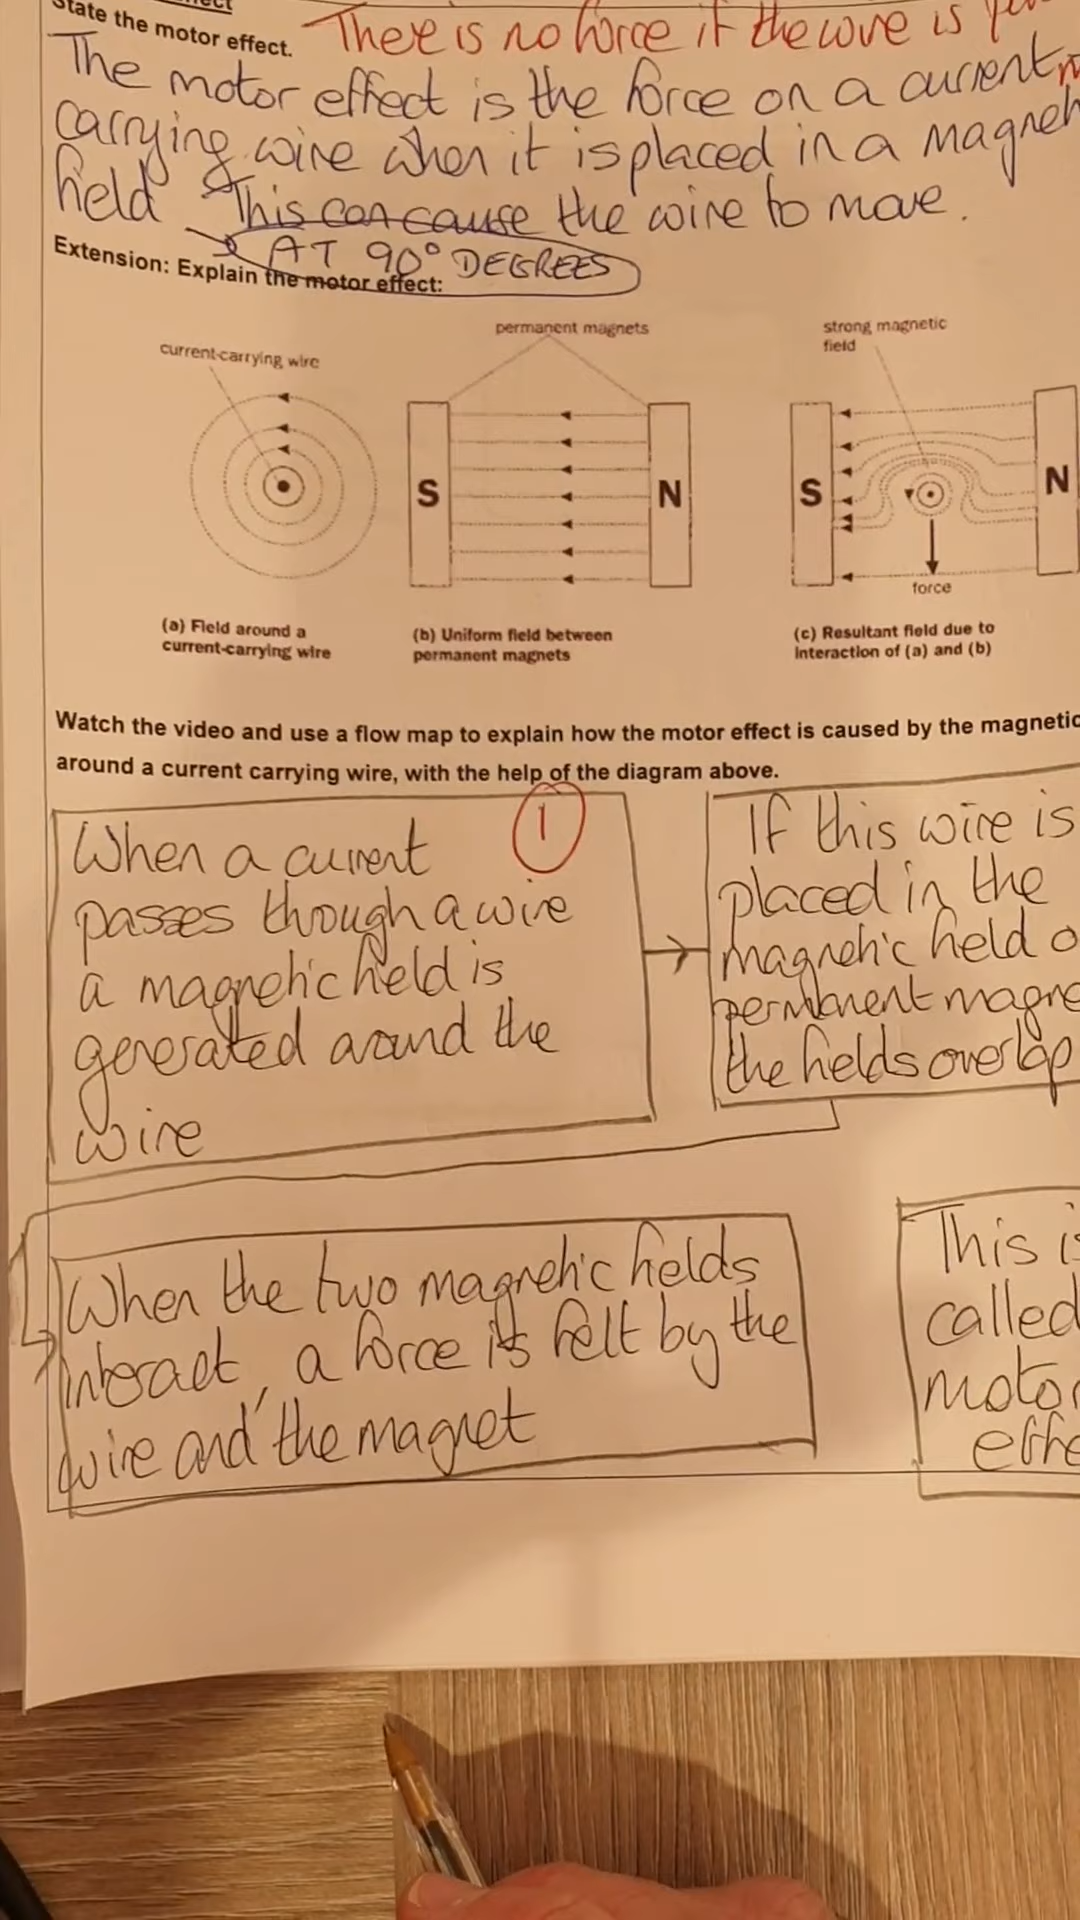 State the motor effect.
There is no force if the wire is
The motor effect is the force on a current
carrying wire when it is placed in a magnet
field This can cause the wire to move.
AT 90° DEGREES
Extension: Explain the motor effect:
current-carrying wire
permanent magnets
strong magnetic
field
S
N
S
N
force
(a) Field around a
current-carrying wire
(b) Uniform field between
permanent magnets
(c) Resultant field due to
interaction of (a) and (b)
Watch the video and use a flow map to explain how the motor effect is caused by the magnetic
around a current carrying wire, with the help of the diagram above.
1
When a current
passes though a wire
a magnetic field is
generated around the
wire
If this wire is
placed in the
magnetic field o
permanent magne
the fields overlap
When the two magnetic fields
interact, a force is felt by the
wire and the magnet
This is
called
motor
effe